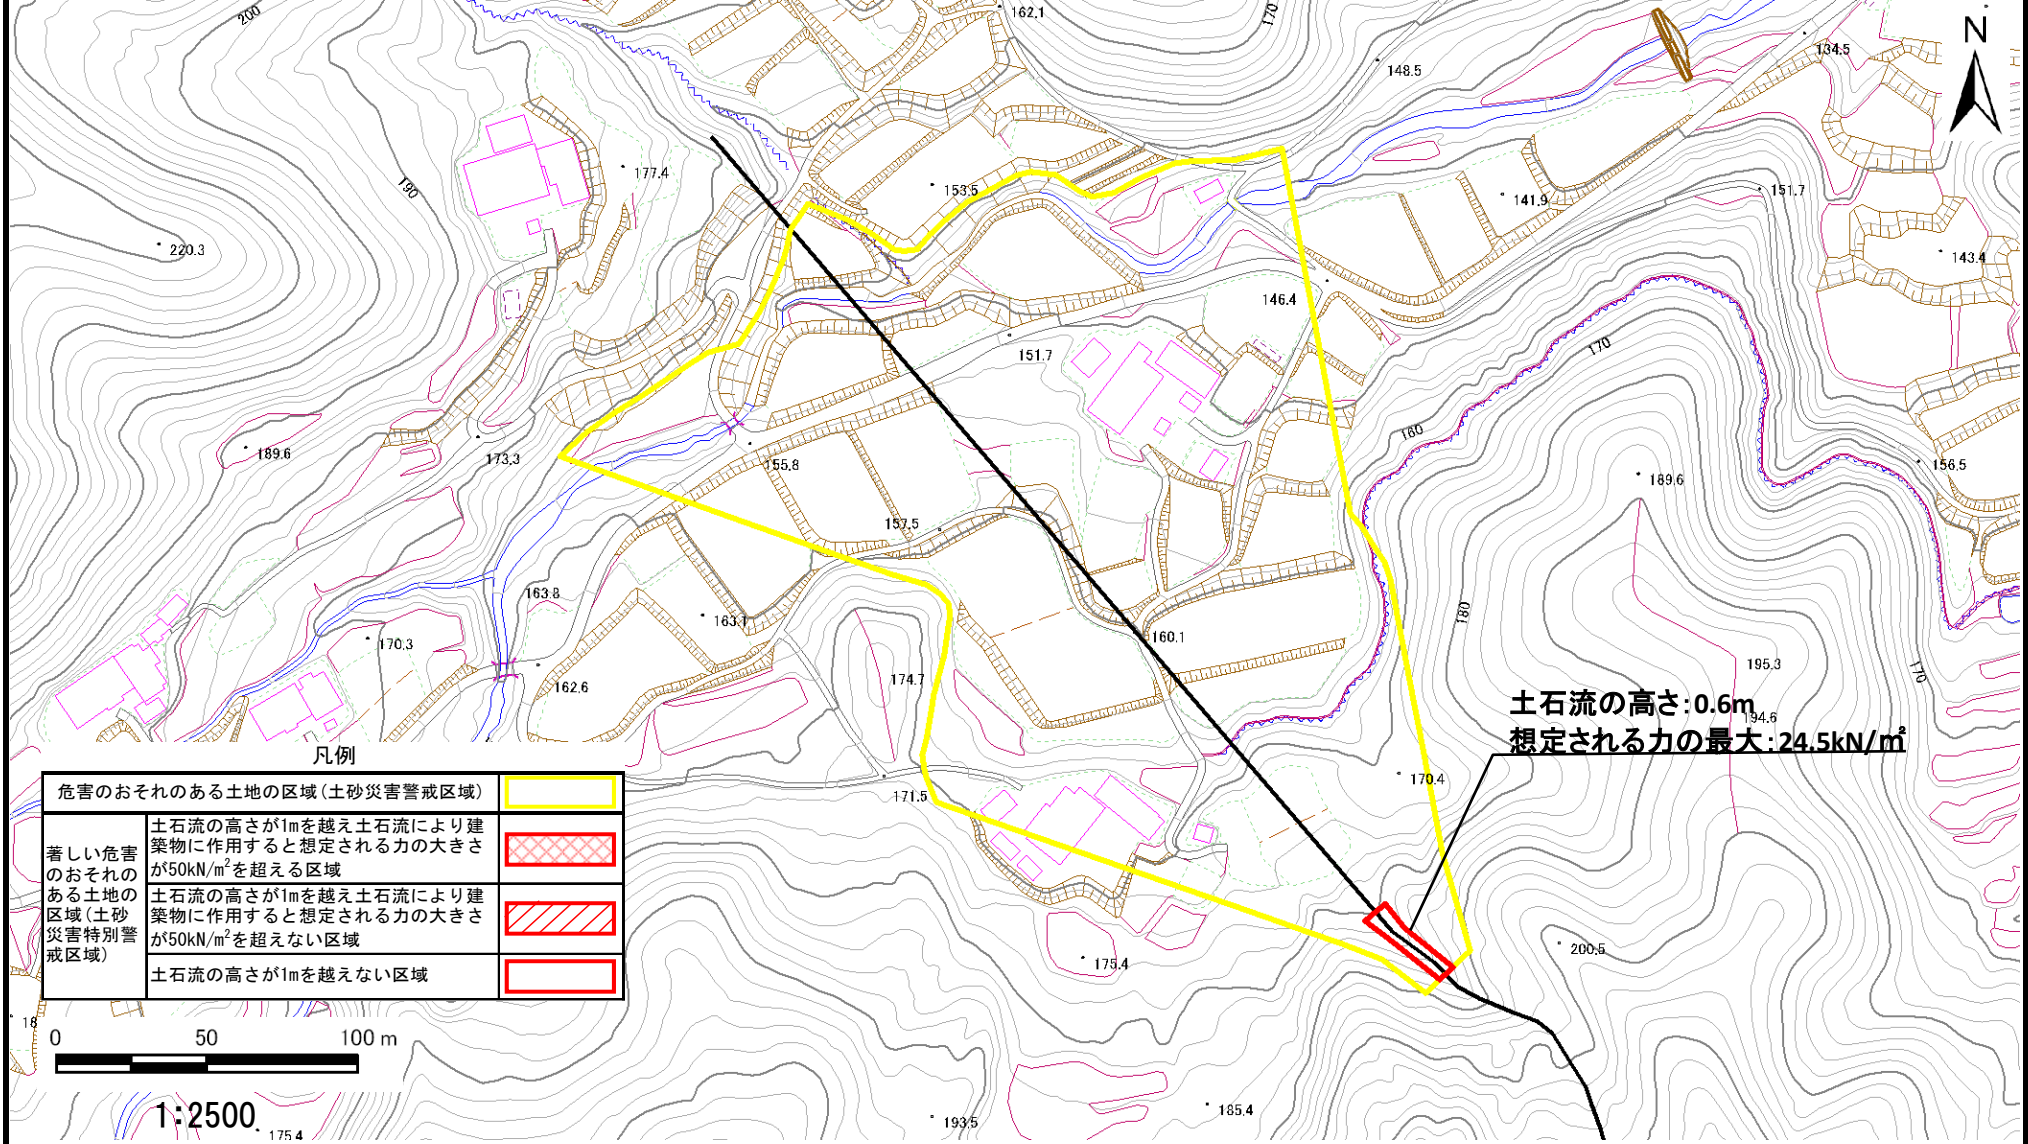 200
162.1
170
N
134.5
148.5
177.4
190
153.5
141.9
151.7
220.3
143.4
146.4
151.7
170
160
189.6
173.3
155.8
156.5
189.6
157.5
163.8
163.1
180
170.3
160.1
195.3
170
174.7
162.6
土石流の高さ:0.6m
194.6
想定される力の最大:24.5kN/㎡
170.4
171.5
凡例
危害のおそれのある土地の区域(土砂災害警戒区域)
著しい危害
のおそれの
ある土地の
区域(土砂
災害特別警
戒区域)
土石流の高さが1mを越え土石流により建
築物に作用すると想定される力の大きさ
が50kN/m²を超える区域
土石流の高さが1mを越え土石流により建
築物に作用すると想定される力の大きさ
が50kN/m²を超えない区域
土石流の高さが1mを越えない区域
175.4
200.5
18
0 50 100 m
1:2500
175.4
193.5
185.4